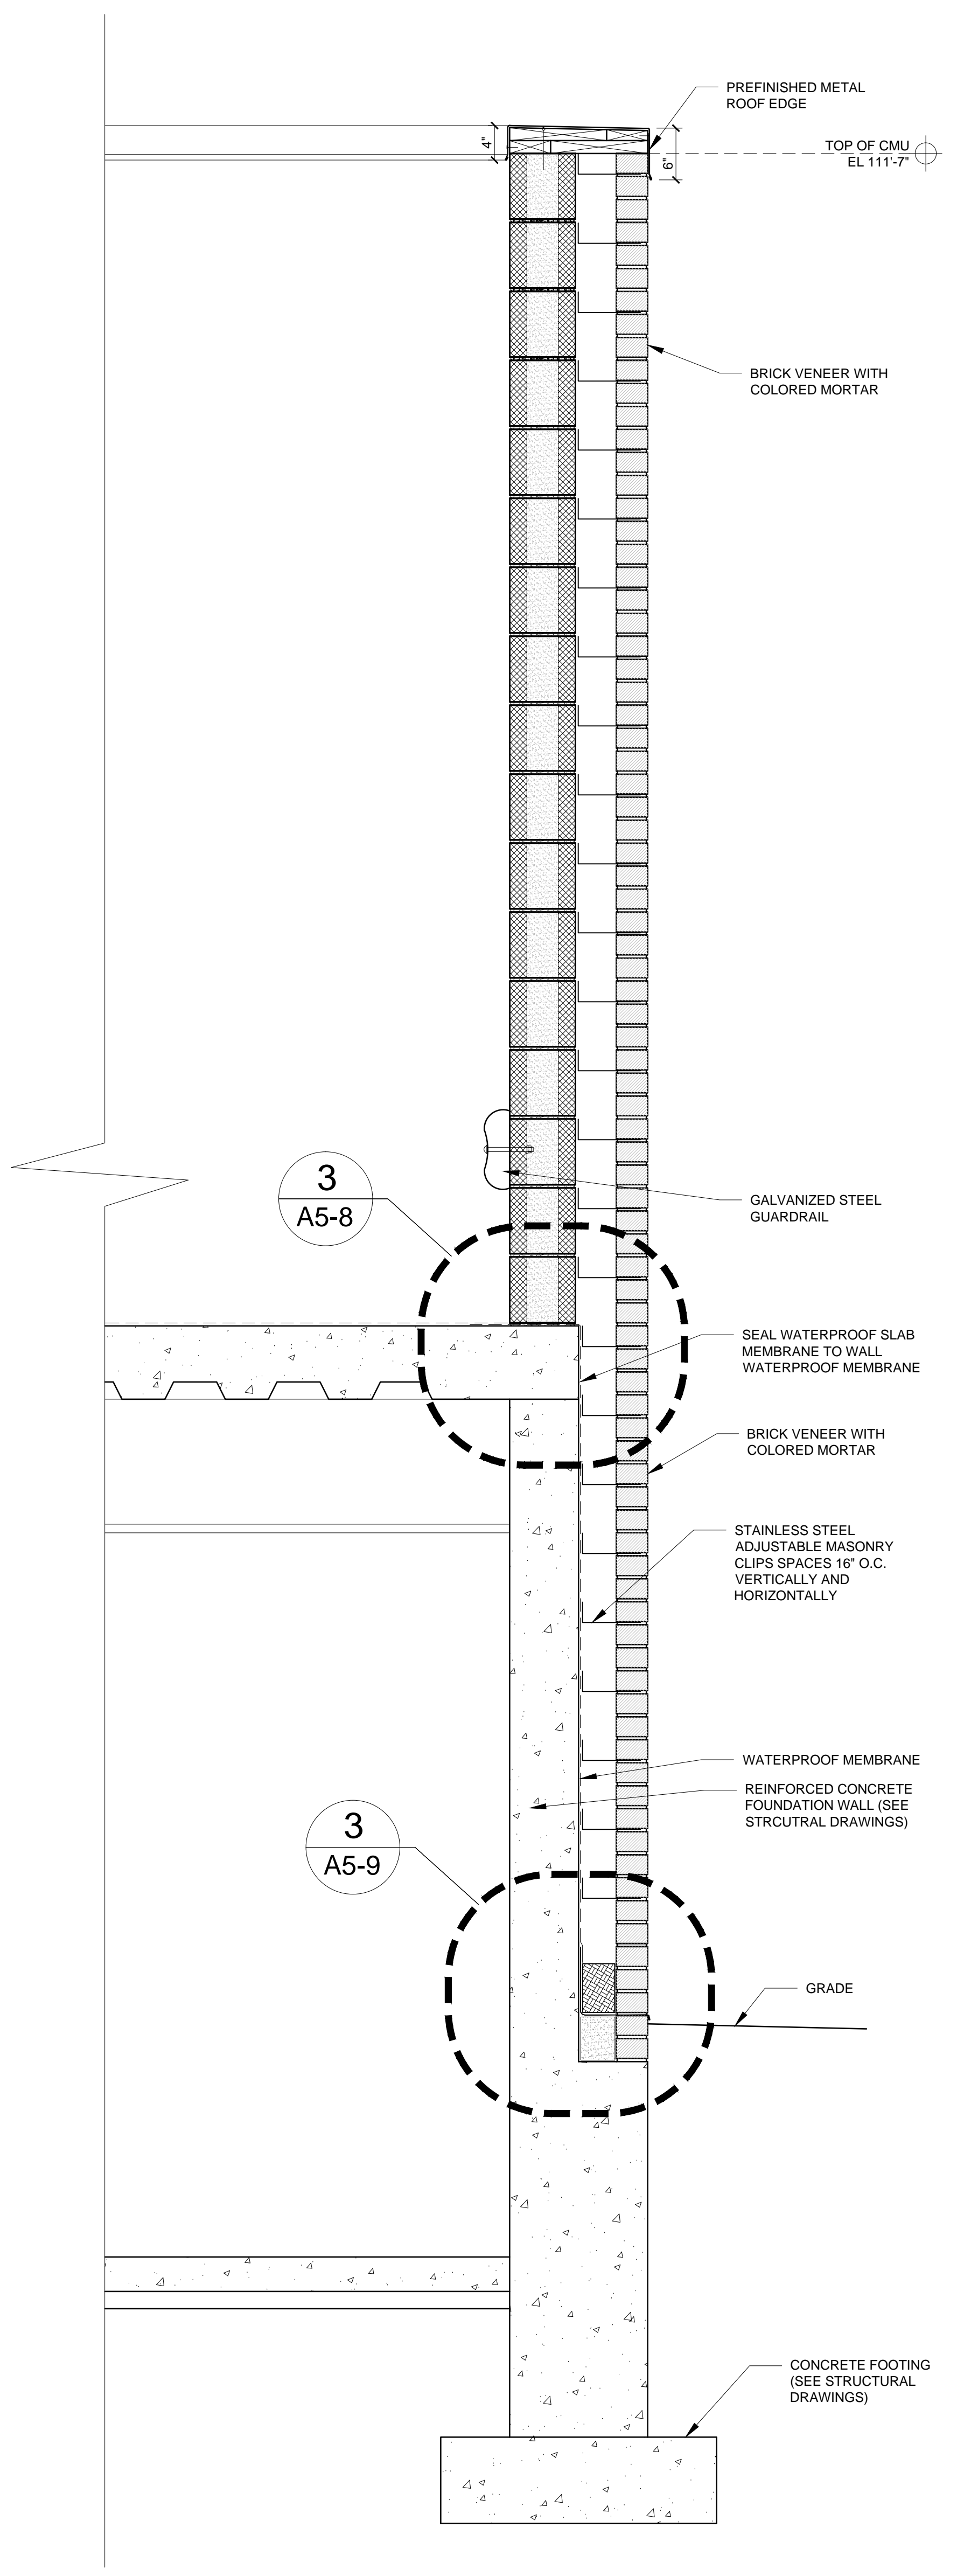 PREFINISHED METAL
ROOF EDGE
4"
6"
TOP OF CMU
EL 111'-7"
BRICK VENEER WITH
COLORED MORTAR
3
A5-8
GALVANIZED STEEL
GUARDRAIL
SEAL WATERPROOF SLAB
MEMBRANE TO WALL
WATERPROOF MEMBRANE
BRICK VENEER WITH
COLORED MORTAR
STAINLESS STEEL
ADJUSTABLE MASONRY
CLIPS SPACES 16" O.C.
VERTICALLY AND
HORIZONTALLY
WATERPROOF MEMBRANE
REINFORCED CONCRETE
FOUNDATION WALL (SEE
STRCUTRAL DRAWINGS)
3
A5-9
GRADE
CONCRETE FOOTING
(SEE STRUCTURAL
DRAWINGS)